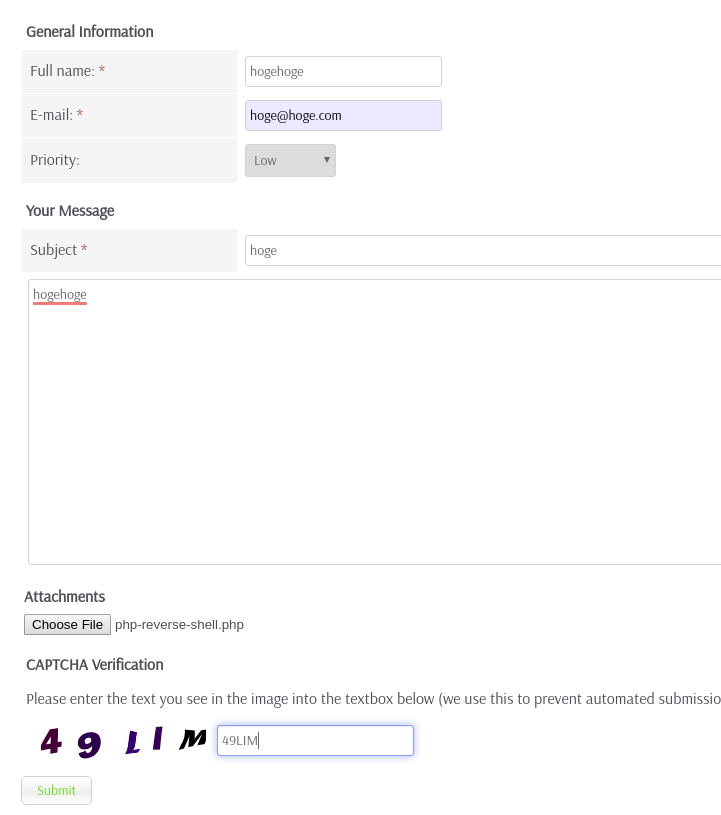 General Information
Full name: * hogehoge
E-mail: * hoge@hoge.com
Priority: Low
Your Message
Subject * hoge
hogehoge
Attachments
Choose File php-reverse-shell.php
CAPTCHA Verification
Please enter the text you see in the image into the textbox below (we use this to prevent automated submissio
4 9 L I M 49LIM
Submit